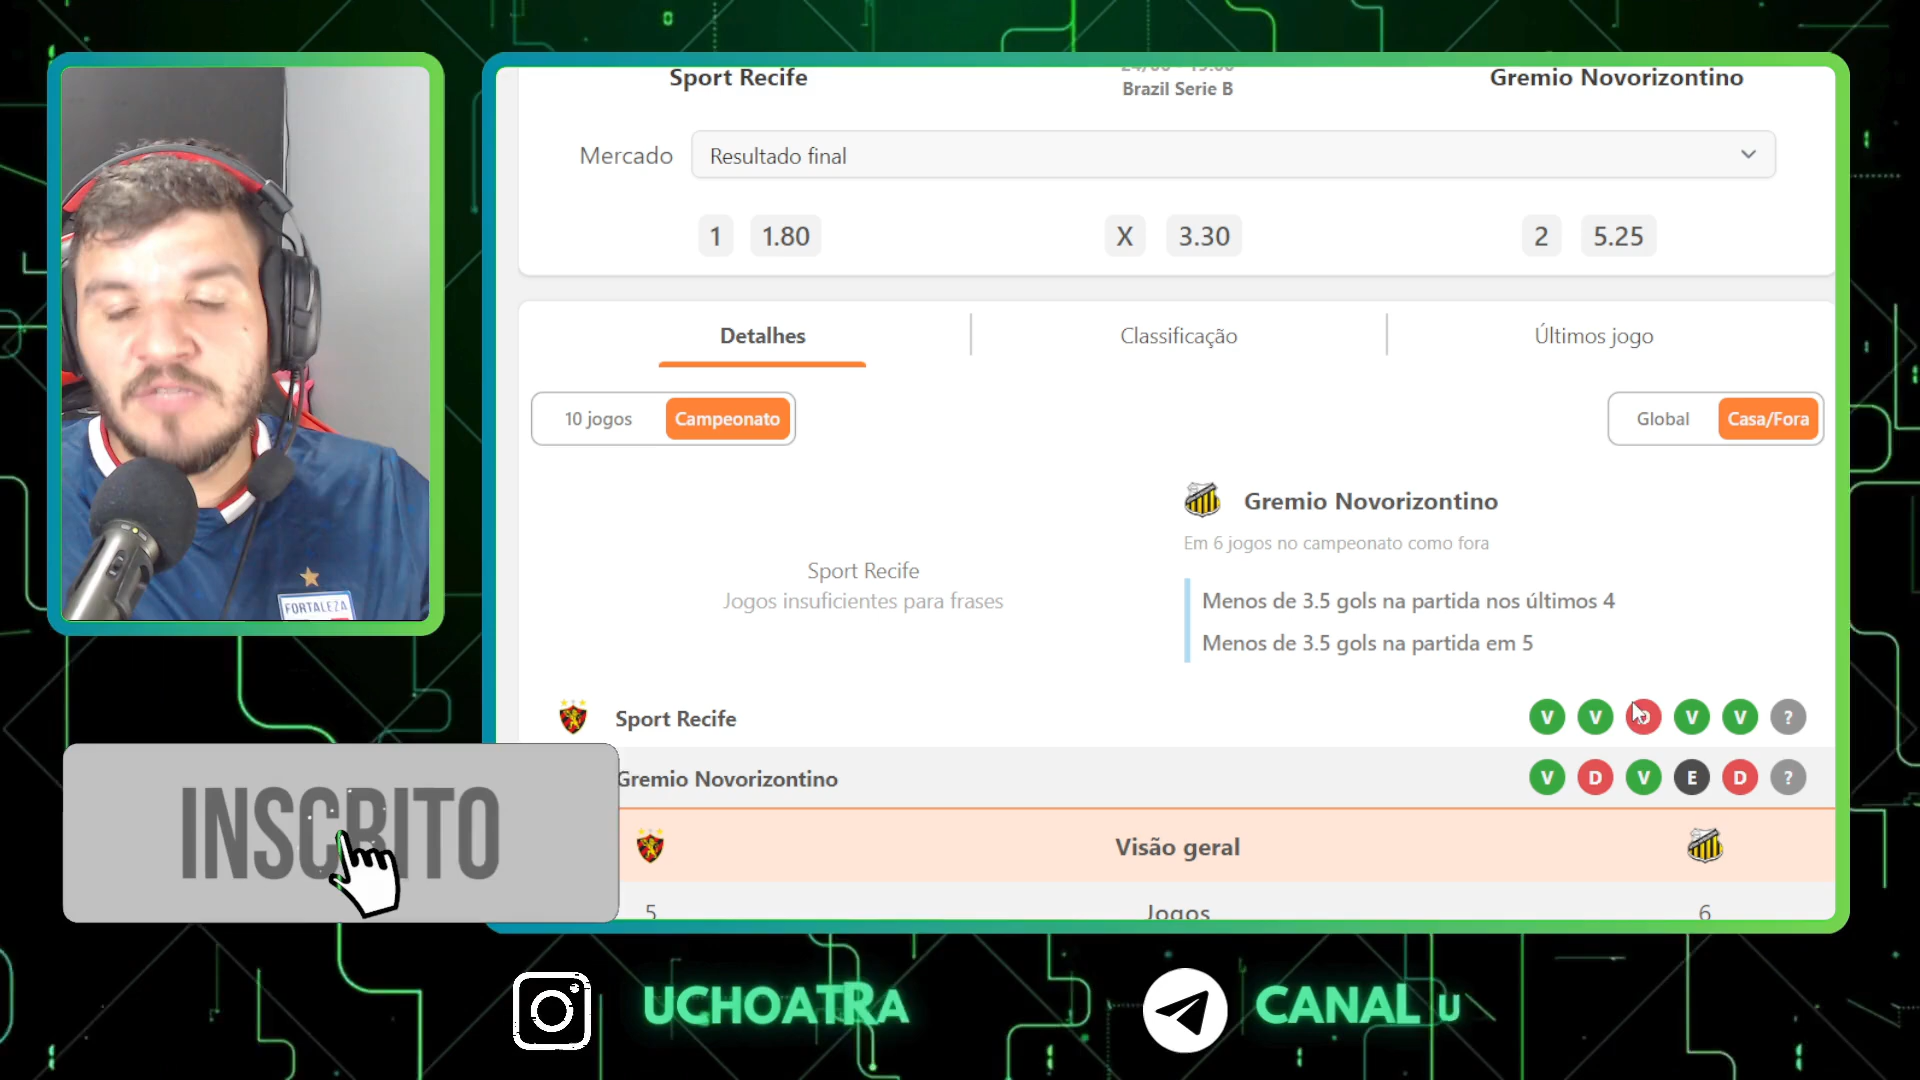 Sport Recife
Brazil Serie B
Gremio Novorizontino
Mercado
Resultado final
1 1.80
X 3.30
2 5.25
Detalhes
Classificação
Últimos jogo
10 jogos
Campeonato
Global
Casa/Fora
Gremio Novorizontino
Em 6 jogos no campeonato como fora
Sport Recife
Jogos insuficientes para frases
Menos de 3.5 gols na partida nos últimos 4
Menos de 3.5 gols na partida em 5
Sport Recife
V V D V V ?
Gremio Novorizontino
V D V E D ?
Visão geral
5 Jogos 6
FORTALEZA
INSCRITO
UCHOATRA
CANAL U